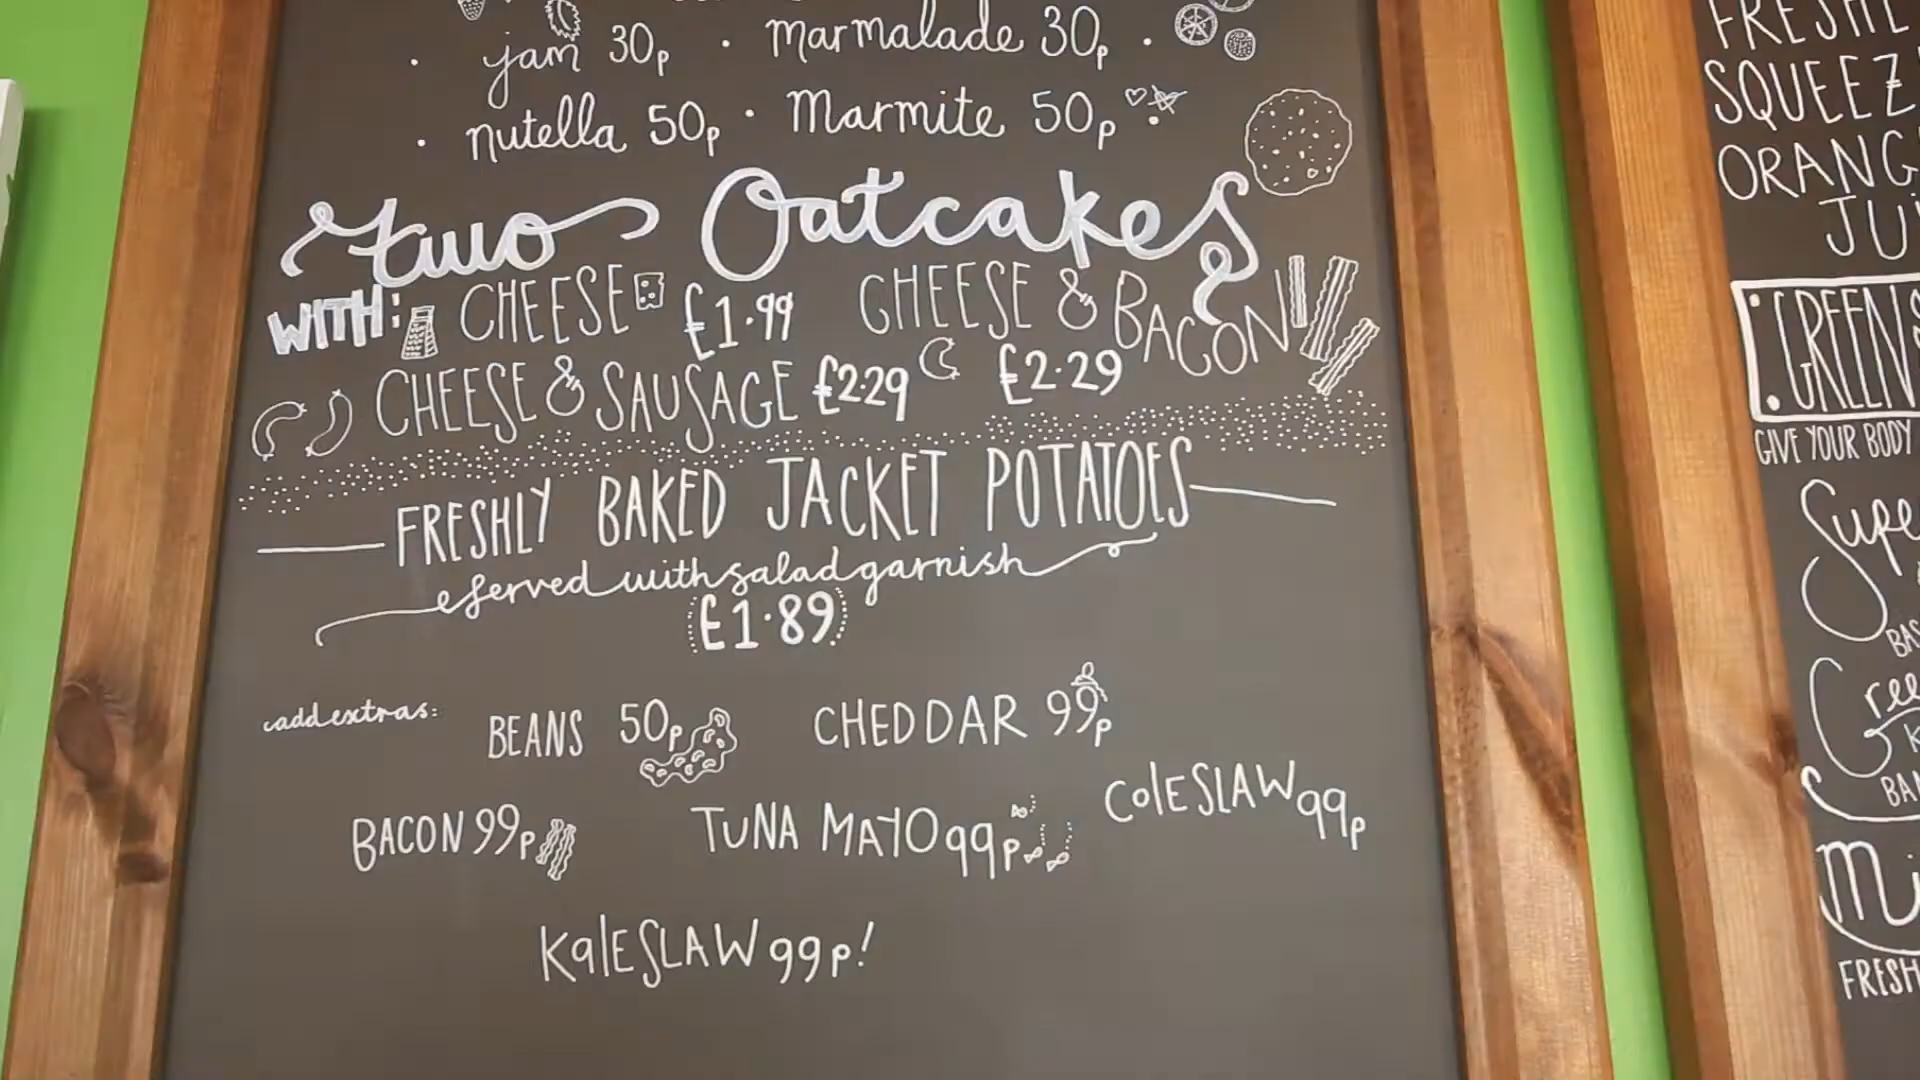 jam 30p · marmalade 30p ·
· nutella 50p · Marmite 50p
two Oatcakes
WITH: CHEESE £1.99 CHEESE & BACON £2.29
CHEESE & SAUSAGE £2.29
FRESHLY BAKED JACKET POTATOES
served with salad garnish
£1.89
add extras:
BEANS 50p CHEDDAR 99p
BACON 99p TUNA MAYO 99p COLESLAW 99p
KALESLAW 99p!
SQUEEZ
ORANG
GREEN
GIVE YOUR BODY
FRESH